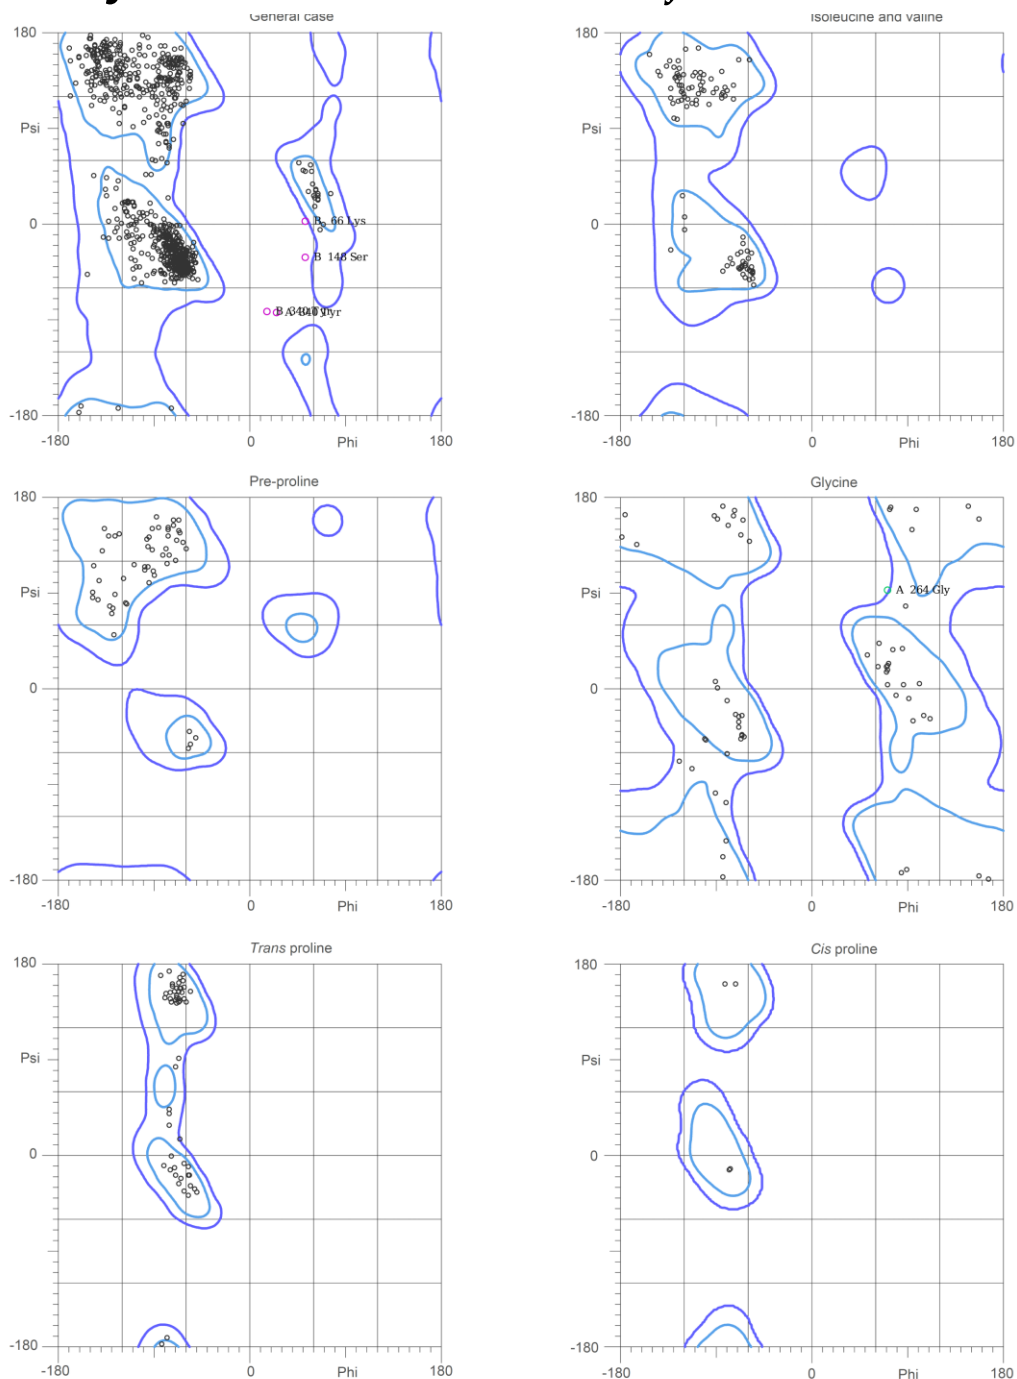 General case
Isoleucine and valine
180
180
Psi
Psi
0
0
B 66 Lys
B 148 Ser
-180
-180
-180
0
Phi
180
-180
0
Phi
180
Pre-proline
Glycine
180
180
Psi
Psi
A 264 Gly
0
0
-180
-180
-180
0
Phi
180
-180
0
Phi
180
Trans proline
Cis proline
180
180
Psi
Psi
0
0
-180
-180
-180
0
Phi
180
-180
0
Phi
180